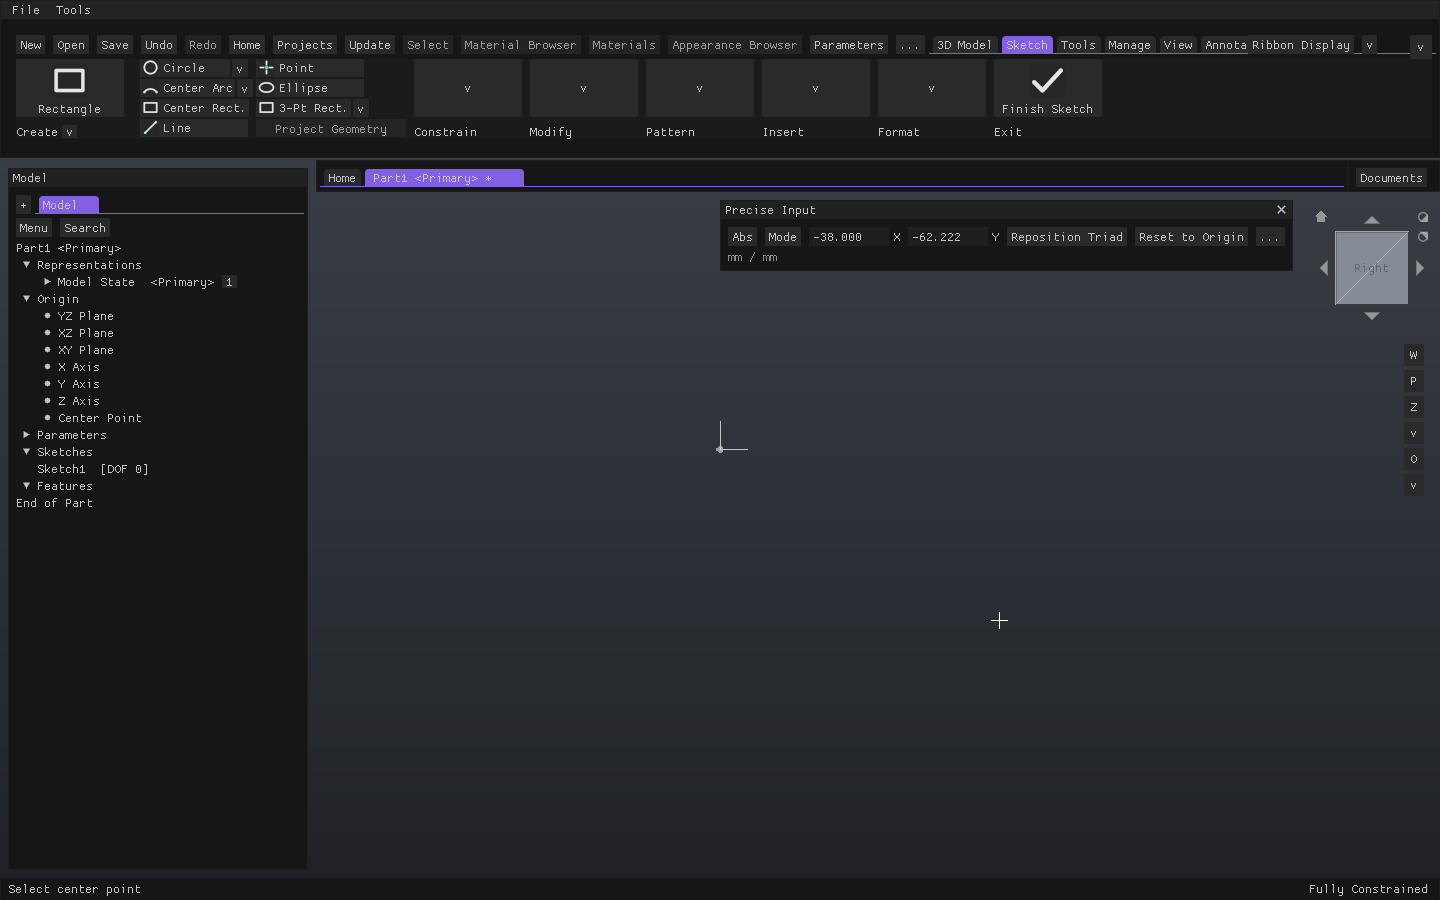 File Tools
New Open Save Undo Redo Home Projects Update Select Material Browser Materials Appearance Browser Parameters ... 3D Model Sketch Tools Manage View Annota Ribbon Display v v
Rectangle
Create v
Circle v
Center Arc v
Center Rect.
Line
Point
Ellipse
3-Pt Rect. v
Project Geometry
v
Constrain
v
Modify
v
Pattern
v
Insert
v
Format
Finish Sketch
Exit
Model
+ Model
Menu Search
Part1 <Primary>
Representations
Model State <Primary> 1
Origin
YZ Plane
XZ Plane
XY Plane
X Axis
Y Axis
Z Axis
Center Point
Parameters
Sketches
Sketch1 [DOF 0]
Features
End of Part
Home Part1 <Primary> * Documents
Precise Input
Abs Mode -38.000 X -62.222 Y Reposition Triad Reset to Origin ...
mm / mm
Right
W
P
Z
v
O
v
Select center point
Fully Constrained